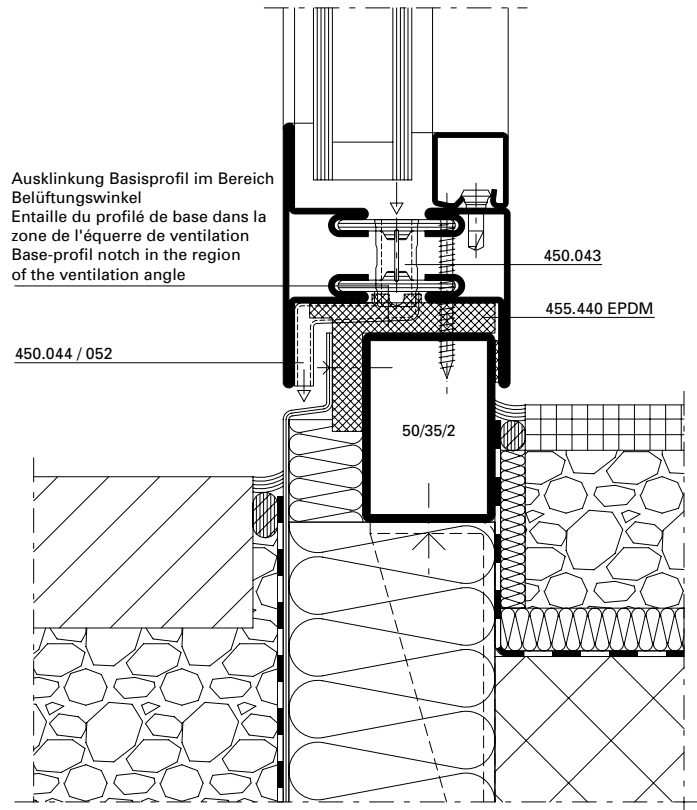 Ausklinkung Basisprofil im Bereich
Belüftungswinkel
Entaille du profilé de base dans la
zone de l'équerre de ventilation
Base-profil notch in the region
of the ventilation angle
450.043
455.440 EPDM
450.044 / 052
50/35/2